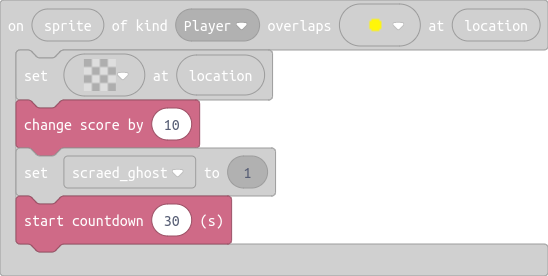 on sprite of kind Player overlaps at location
set at location
change score by 10
set scraed_ghost to 1
start countdown 30 (s)